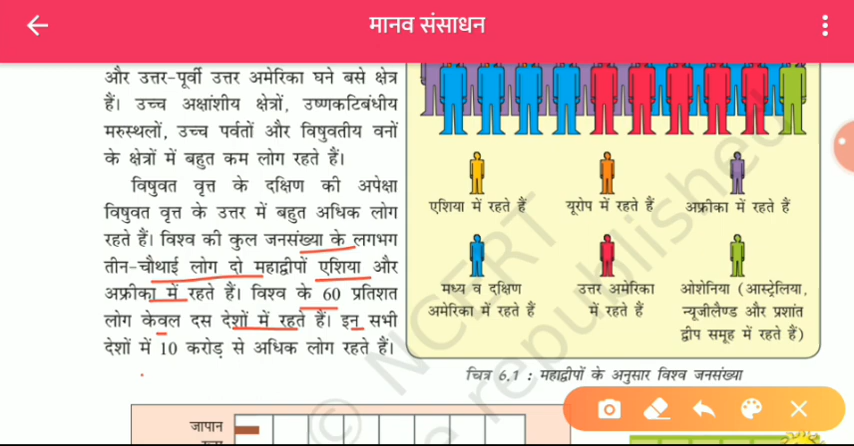 मानव संसाधन
और उत्तर-पूर्वी उत्तर अमेरिका घने बसे क्षेत्र
हैं। उच्च अक्षांशीय क्षेत्रों, उष्णकटिबंधीय
मरुस्थलों, उच्च पर्वतों और विषुवतीय वनों
के क्षेत्रों में बहुत कम लोग रहते हैं।
विषुवत वृत्त के दक्षिण की अपेक्षा
विषुवत वृत्त के उत्तर में बहुत अधिक लोग
रहते हैं। विश्व की कुल जनसंख्या के लगभग
तीन-चौथाई लोग दो महाद्वीपों एशिया और
अफ्रीका में रहते हैं। विश्व के 60 प्रतिशत
लोग केवल दस देशों में रहते हैं। इन सभी
देशों में 10 करोड़ से अधिक लोग रहते हैं।
एशिया में रहते हैं
यूरोप में रहते हैं
अफ्रीका में रहते हैं
मध्य व दक्षिण
अमेरिका में रहते हैं
उत्तर अमेरिका
में रहते हैं
ओशेनिया (आस्ट्रेलिया,
न्यूजीलैण्ड और प्रशांत
द्वीप समूह में रहते हैं)
चित्र 6.1 : महाद्वीपों के अनुसार विश्व जनसंख्या
जापान
© NCERT
republished